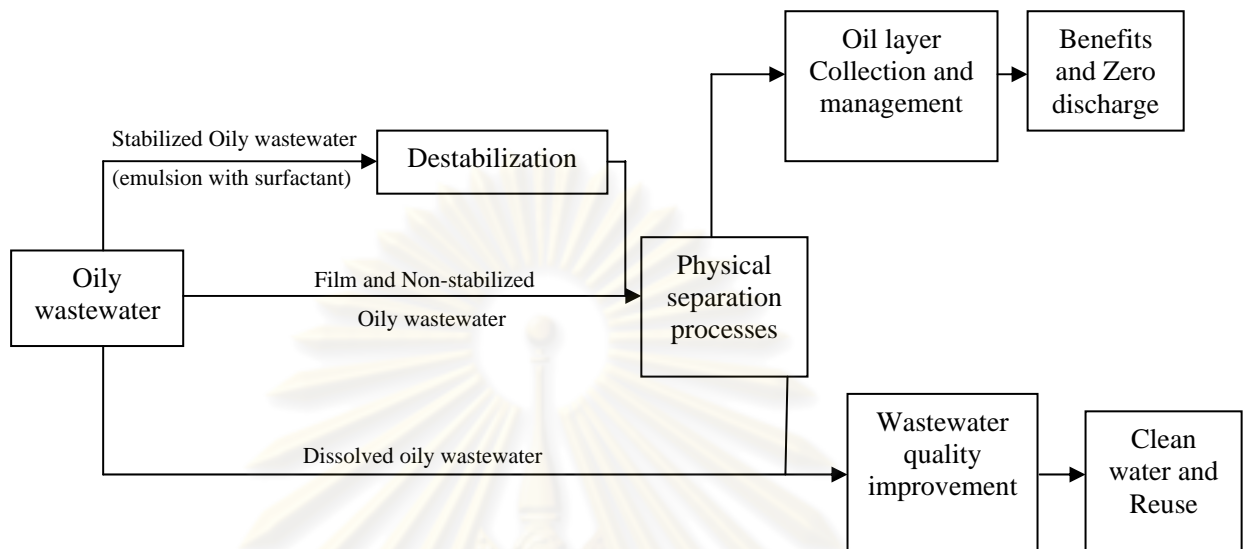 Oil layer
Collection and
management
Benefits
and Zero
discharge
Stabilized Oily wastewater
(emulsion with surfactant)
Destabilization
Oily
wastewater
Film and Non-stabilized
Oily wastewater
Physical
separation
processes
Dissolved oily wastewater
Wastewater
quality
improvement
Clean
water and
Reuse